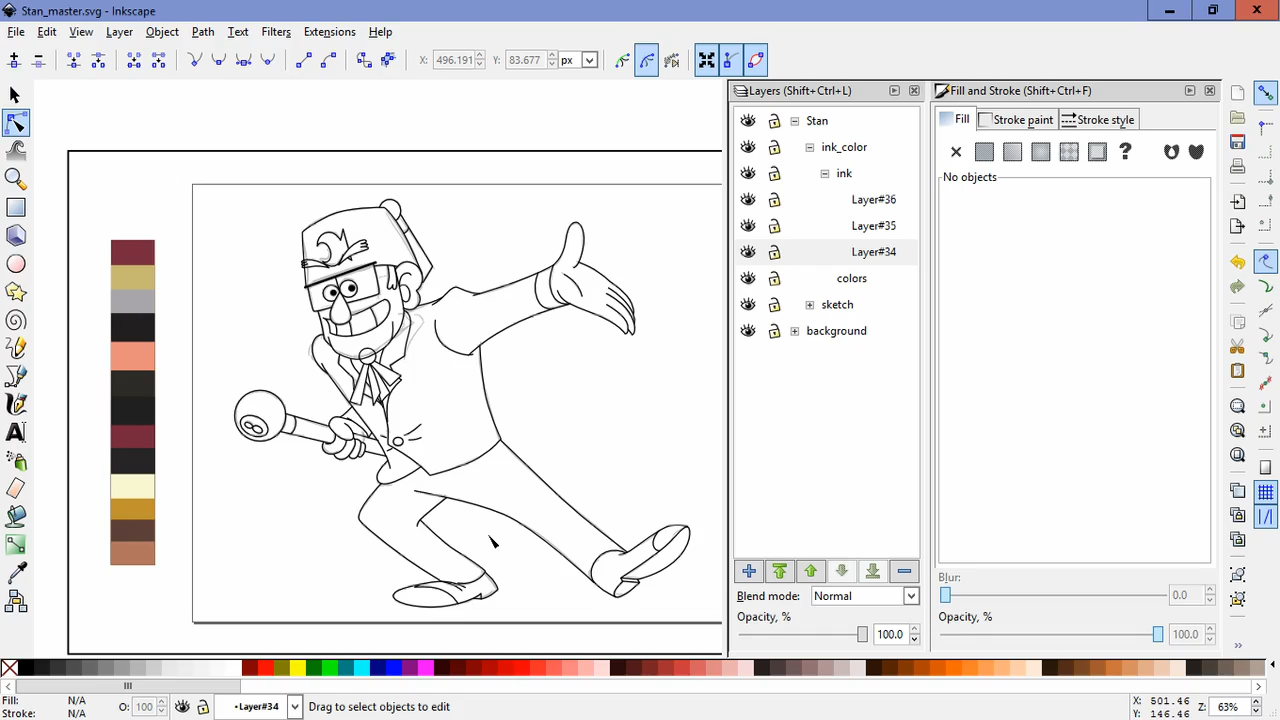 Stan_master.svg - Inkscape
File Edit View Layer Object Path Text Filters Extensions Help
X: 496.191 Y: 83.677 px
Layers (Shift+Ctrl+L)
Fill and Stroke (Shift+Ctrl+F)
Fill Stroke paint Stroke style
Stan
ink_color
ink
Layer#36
Layer#35
Layer#34
colors
sketch
background
No objects
8
Blend mode: Normal
Opacity, %
100.0
Blur:
0.0
Opacity, %
100.0
Fill: N/A
Stroke: N/A
O: 100
•Layer#34
Drag to select objects to edit
X: 501.46
Y: 146.46
Z: 63%